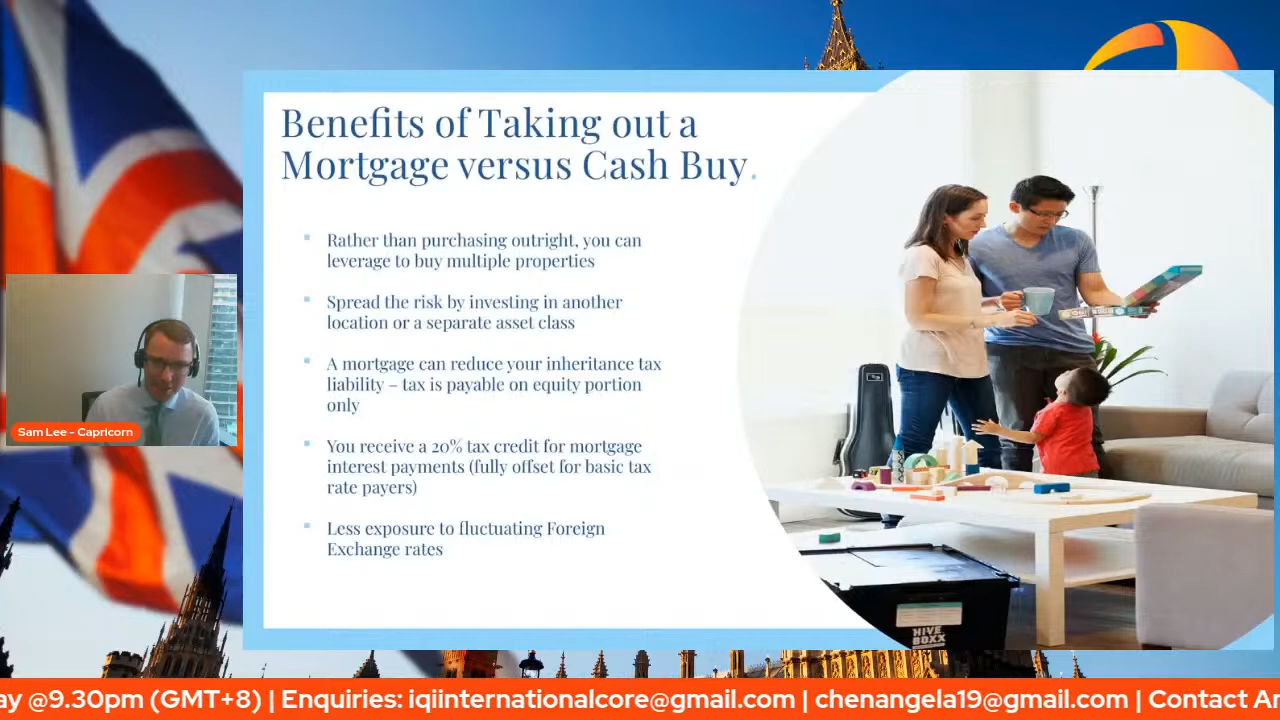 Benefits of Taking out a
Mortgage versus Cash Buy.
Rather than purchasing outright, you can
leverage to buy multiple properties
Spread the risk by investing in another
location or a separate asset class
A mortgage can reduce your inheritance tax
liability – tax is payable on equity portion
only
You receive a 20% tax credit for mortgage
interest payments (fully offset for basic tax
rate payers)
Less exposure to fluctuating Foreign
Exchange rates
Sam Lee - Capricorn
HIVE
BOXX
ay @9.30pm (GMT+8) | Enquiries: iqiinternationalcore@gmail.com | chenangela19@gmail.com | Contact An